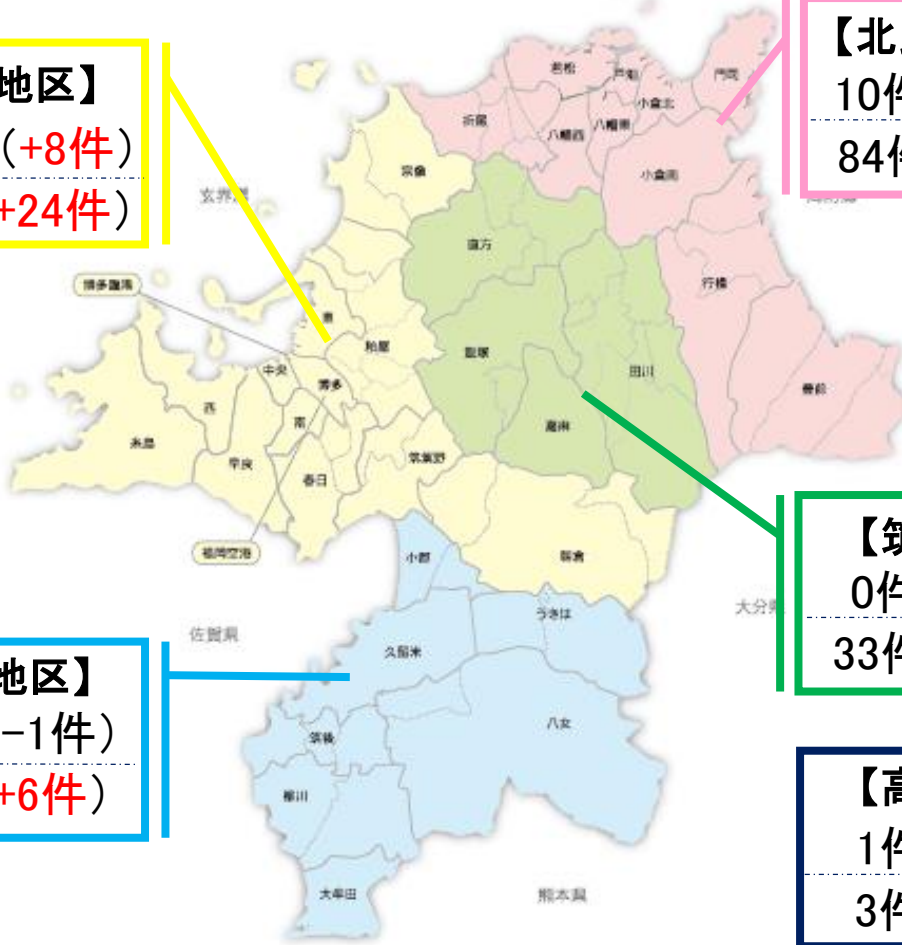 地区】
(+8件)
+24件)
【北
10件
84件
門司
若松
戸畑
小倉北
折尾
八幡西
八幡東
小倉南
宗像
玄界灘
直方
行橋
博多臨港
東
粕屋
飯塚
田川
豊前
中央
博多
西
南
嘉麻
糸島
早良
春日
筑紫野
福岡空港
小郡
朝倉
【筑
0件
33件
大分県
うきは
佐賀県
久留米
地区】
-1件)
+6件)
八女
筑後
柳川
【高
1件
3件
大牟田
熊本県